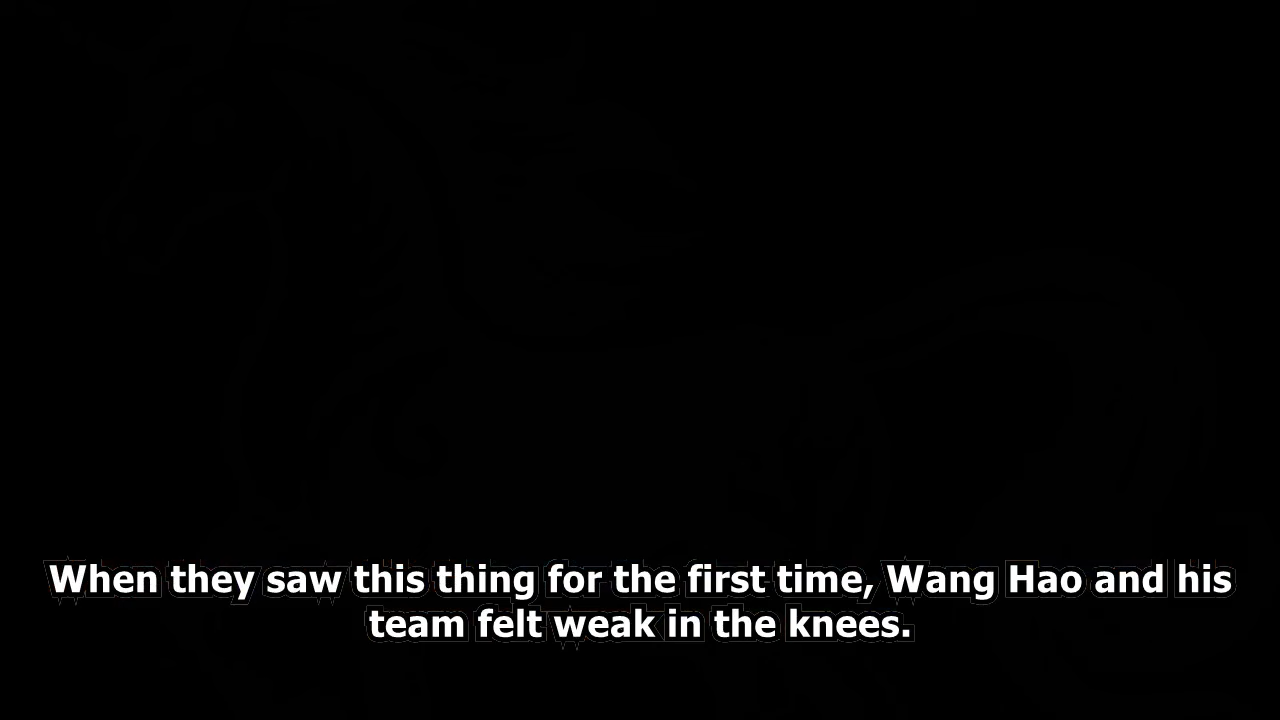 When they saw this thing for the first time, Wang Hao and his
team felt weak in the knees.